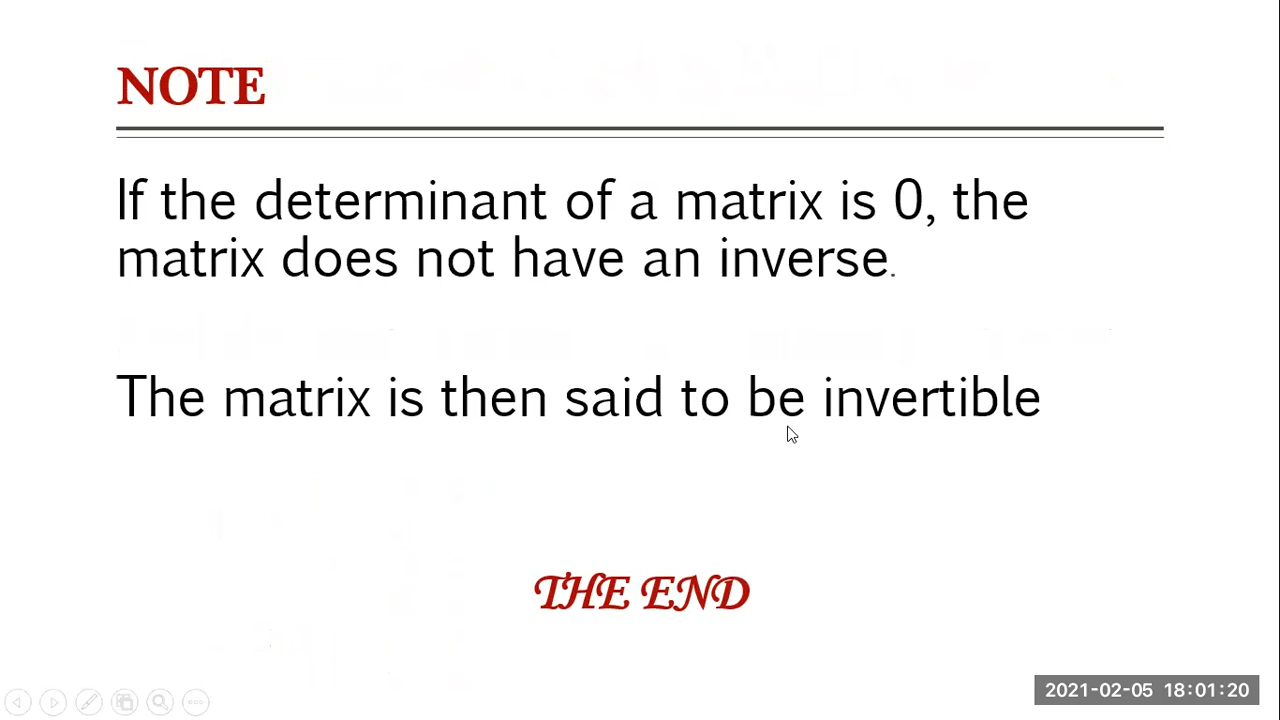 NOTE
If the determinant of a matrix is 0, the
matrix does not have an inverse.
The matrix is then said to be invertible
THE END
2021-02-05 18:01:20